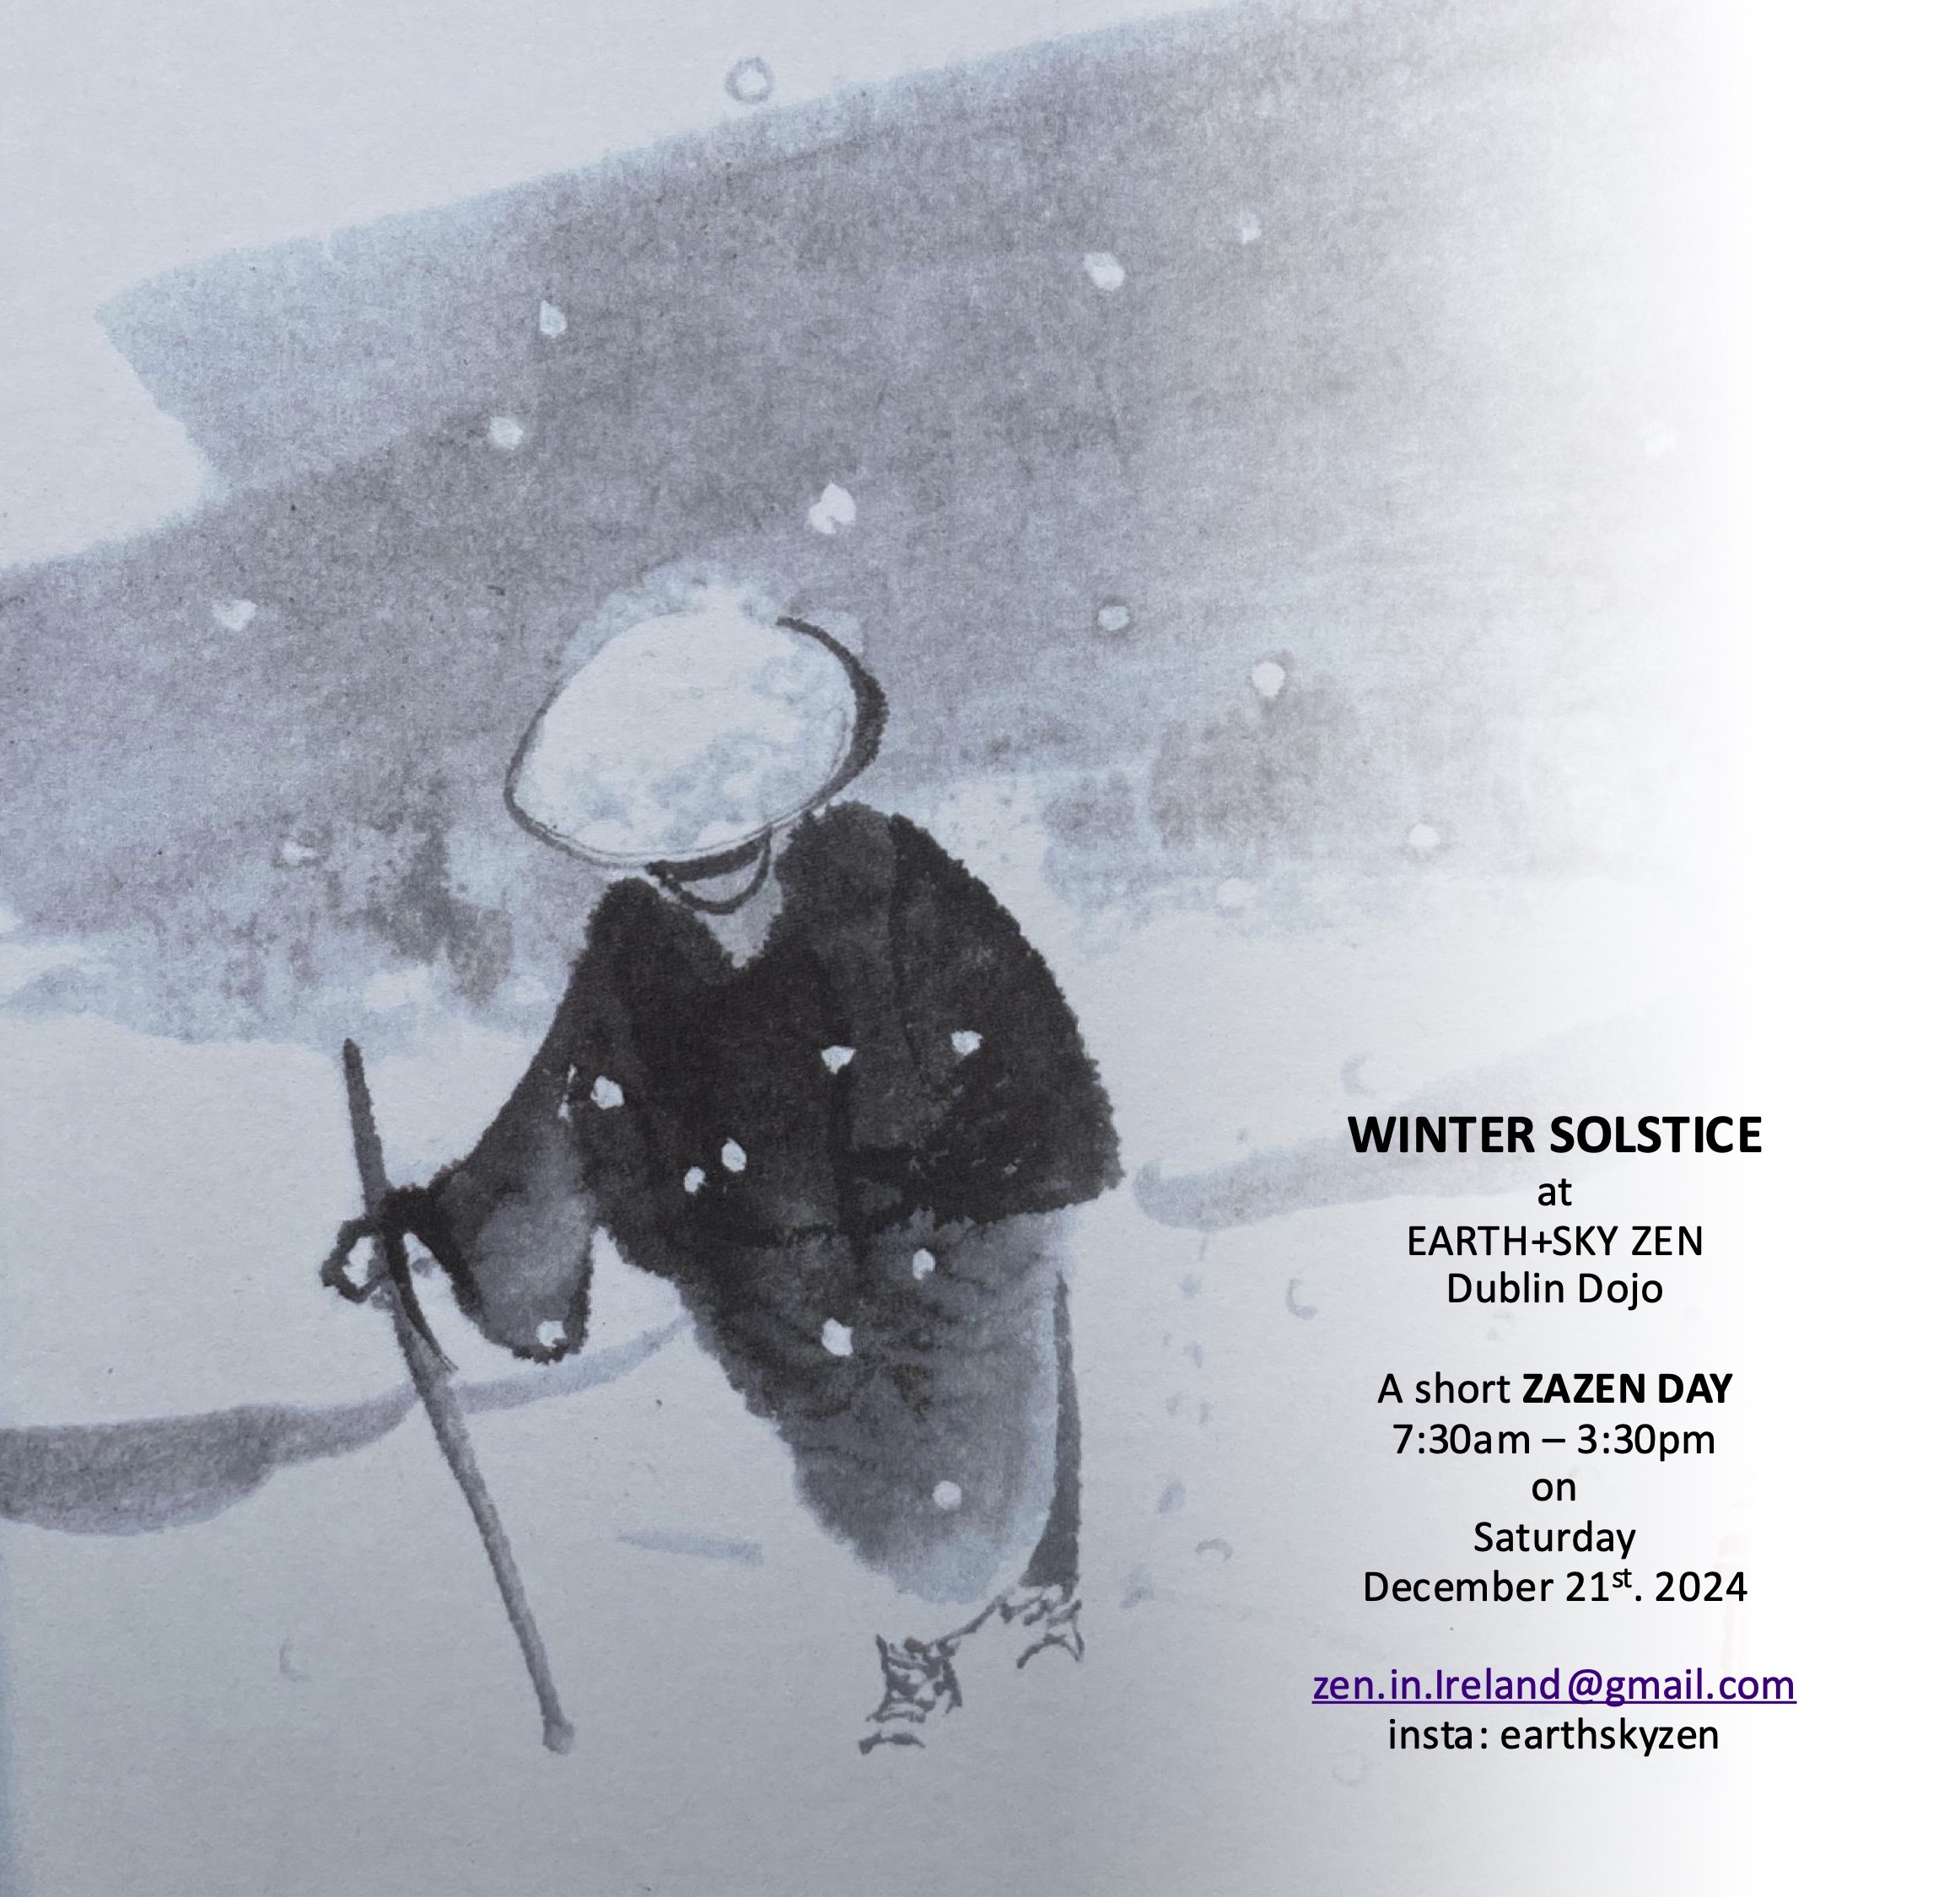 WINTER SOLSTICE
at
EARTH+SKY ZEN
Dublin Dojo
A short ZAZEN DAY
7:30am – 3:30pm
on
Saturday
December 21st. 2024
zen.in.Ireland@gmail.com
insta: earthskyzen